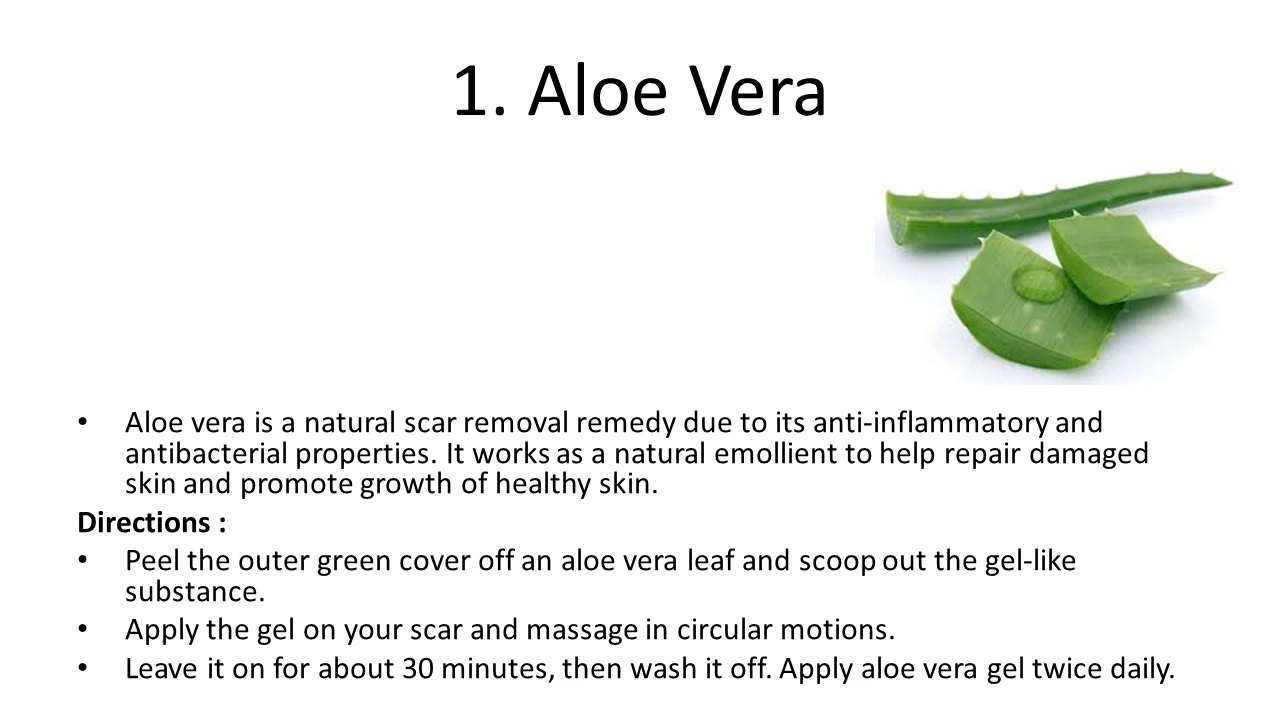 1. Aloe Vera
• Aloe vera is a natural scar removal remedy due to its anti-inflammatory and
antibacterial properties. It works as a natural emollient to help repair damaged
skin and promote growth of healthy skin.
Directions :
• Peel the outer green cover off an aloe vera leaf and scoop out the gel-like
substance.
• Apply the gel on your scar and massage in circular motions.
• Leave it on for about 30 minutes, then wash it off. Apply aloe vera gel twice daily.